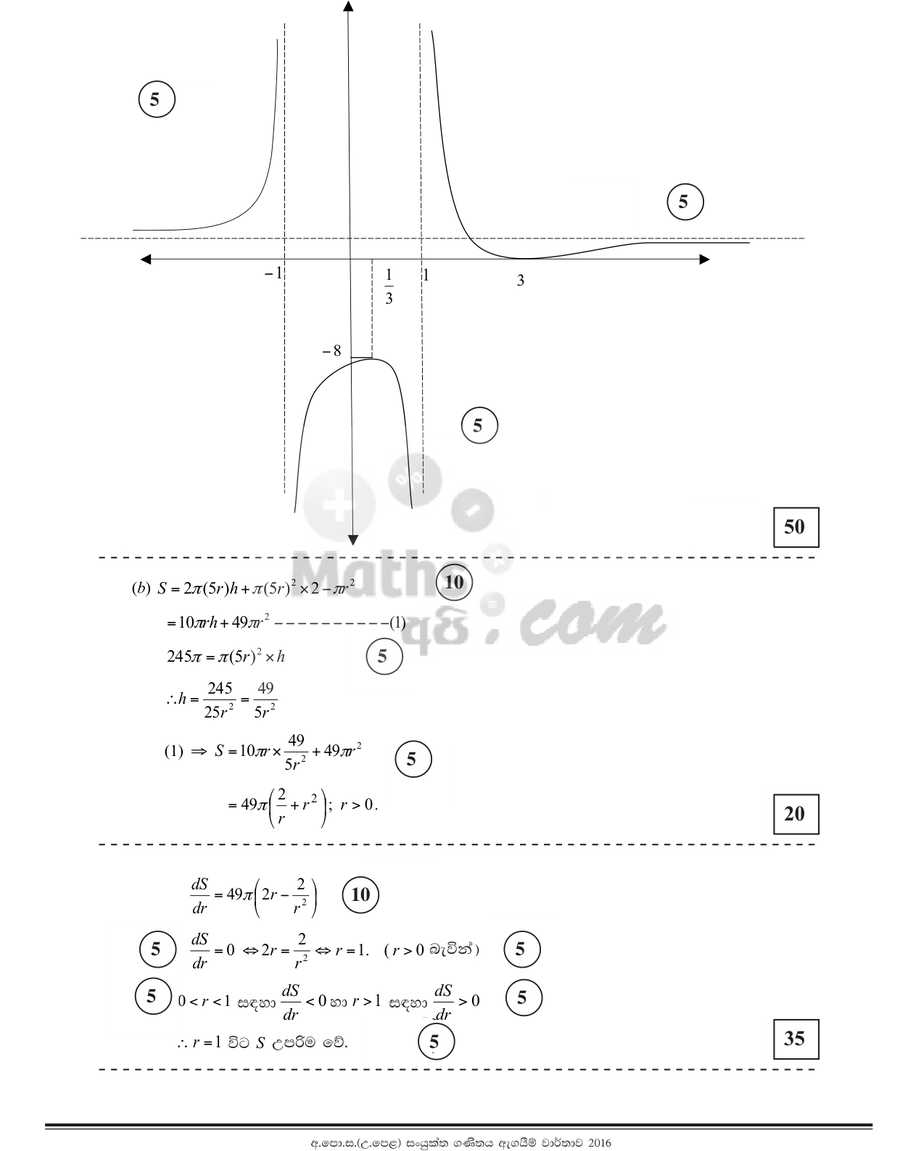 5
5
−1
1/3
1
3
−8
5
50
Maths
අපි . com
(b) S = 2π(5r)h + π(5r)² × 2 − πr² 10
= 10πrh + 49πr² −−−−−−−−−−−(1)
245π = π(5r)² × h 5
∴ h = 245/25r² = 49/5r²
(1) ⇒ S = 10πr × 49/5r² + 49πr² 5
= 49π(2/r + r²); r > 0. 20
dS/dr = 49π(2r − 2/r²) 10
5 dS/dr = 0 ⇔ 2r = 2/r² ⇔ r = 1. (r > 0 බැවින්) 5
5 0 < r < 1 සඳහා dS/dr < 0 හා r > 1 සඳහා dS/dr > 0 5
∴ r = 1 විට S උපරිම වේ. 5 35
අ.පො.ස.(උ.පෙළ) සංයුක්ත ගණිතය ඇගයීම් වාර්තාව 2016